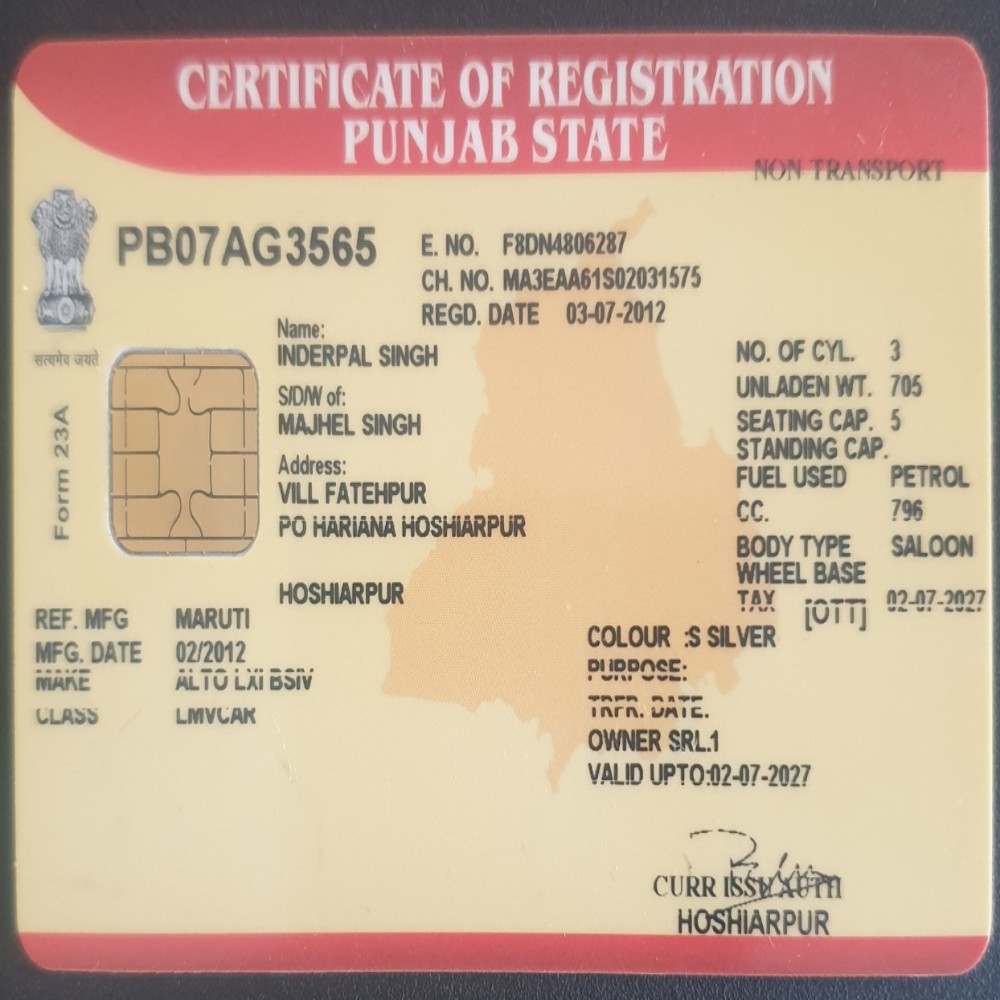 CERTIFICATE OF REGISTRATION
PUNJAB STATE
NON TRANSPORT
PB07AG3565
E. NO. F8DN4806287
CH. NO. MA3EAA61S02031575
REGD. DATE 03-07-2012
सत्यमेव जयते
Form 23A
Name:
INDERPAL SINGH
S/D/W of:
MAJHEL SINGH
Address:
VILL FATEHPUR
PO HARIANA HOSHIARPUR
HOSHIARPUR
NO. OF CYL. 3
UNLADEN WT. 705
SEATING CAP. 5
STANDING CAP.
FUEL USED PETROL
CC. 796
BODY TYPE SALOON
WHEEL BASE
TAX [OTT] 02-07-2027
REF. MFG MARUTI
MFG. DATE 02/2012
MAKE ALTO LXI BSIV
CLASS LMVCAR
COLOUR :S SILVER
PURPOSE:
TRFR. DATE.
OWNER SRL.1
VALID UPTO:02-07-2027
CURR ISSU AUTH
HOSHIARPUR